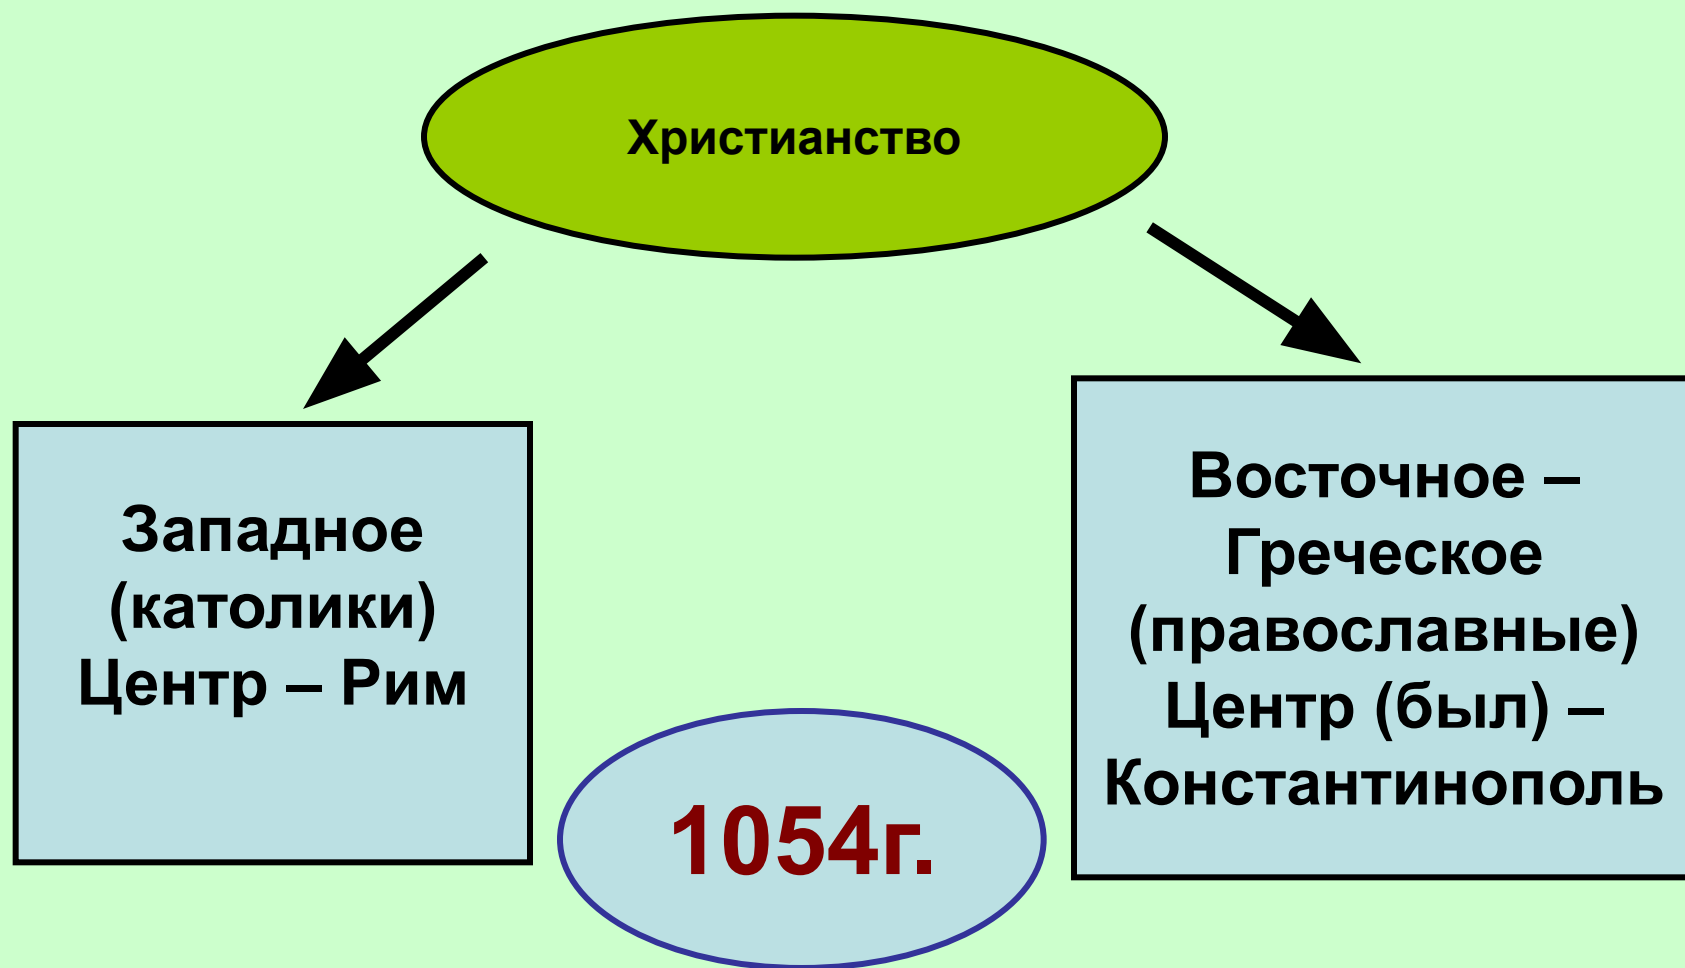 Христианство
Западное
(католики)
Центр – Рим
Восточное –
Греческое
(православные)
Центр (был) –
Константинополь
1054г.